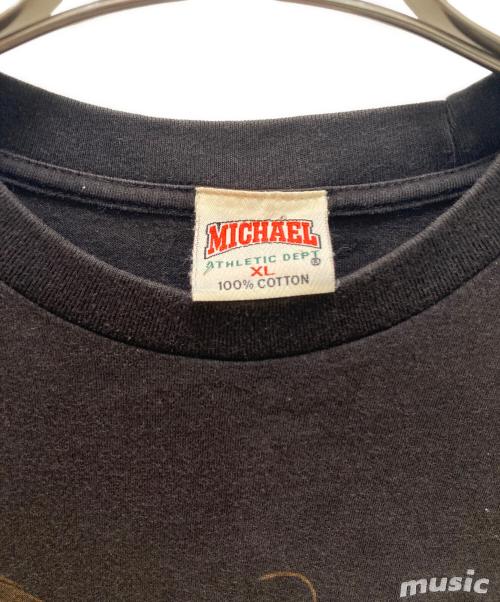 MICHAEL
ATHLETIC DEPT
®
XL
100% COTTON
music